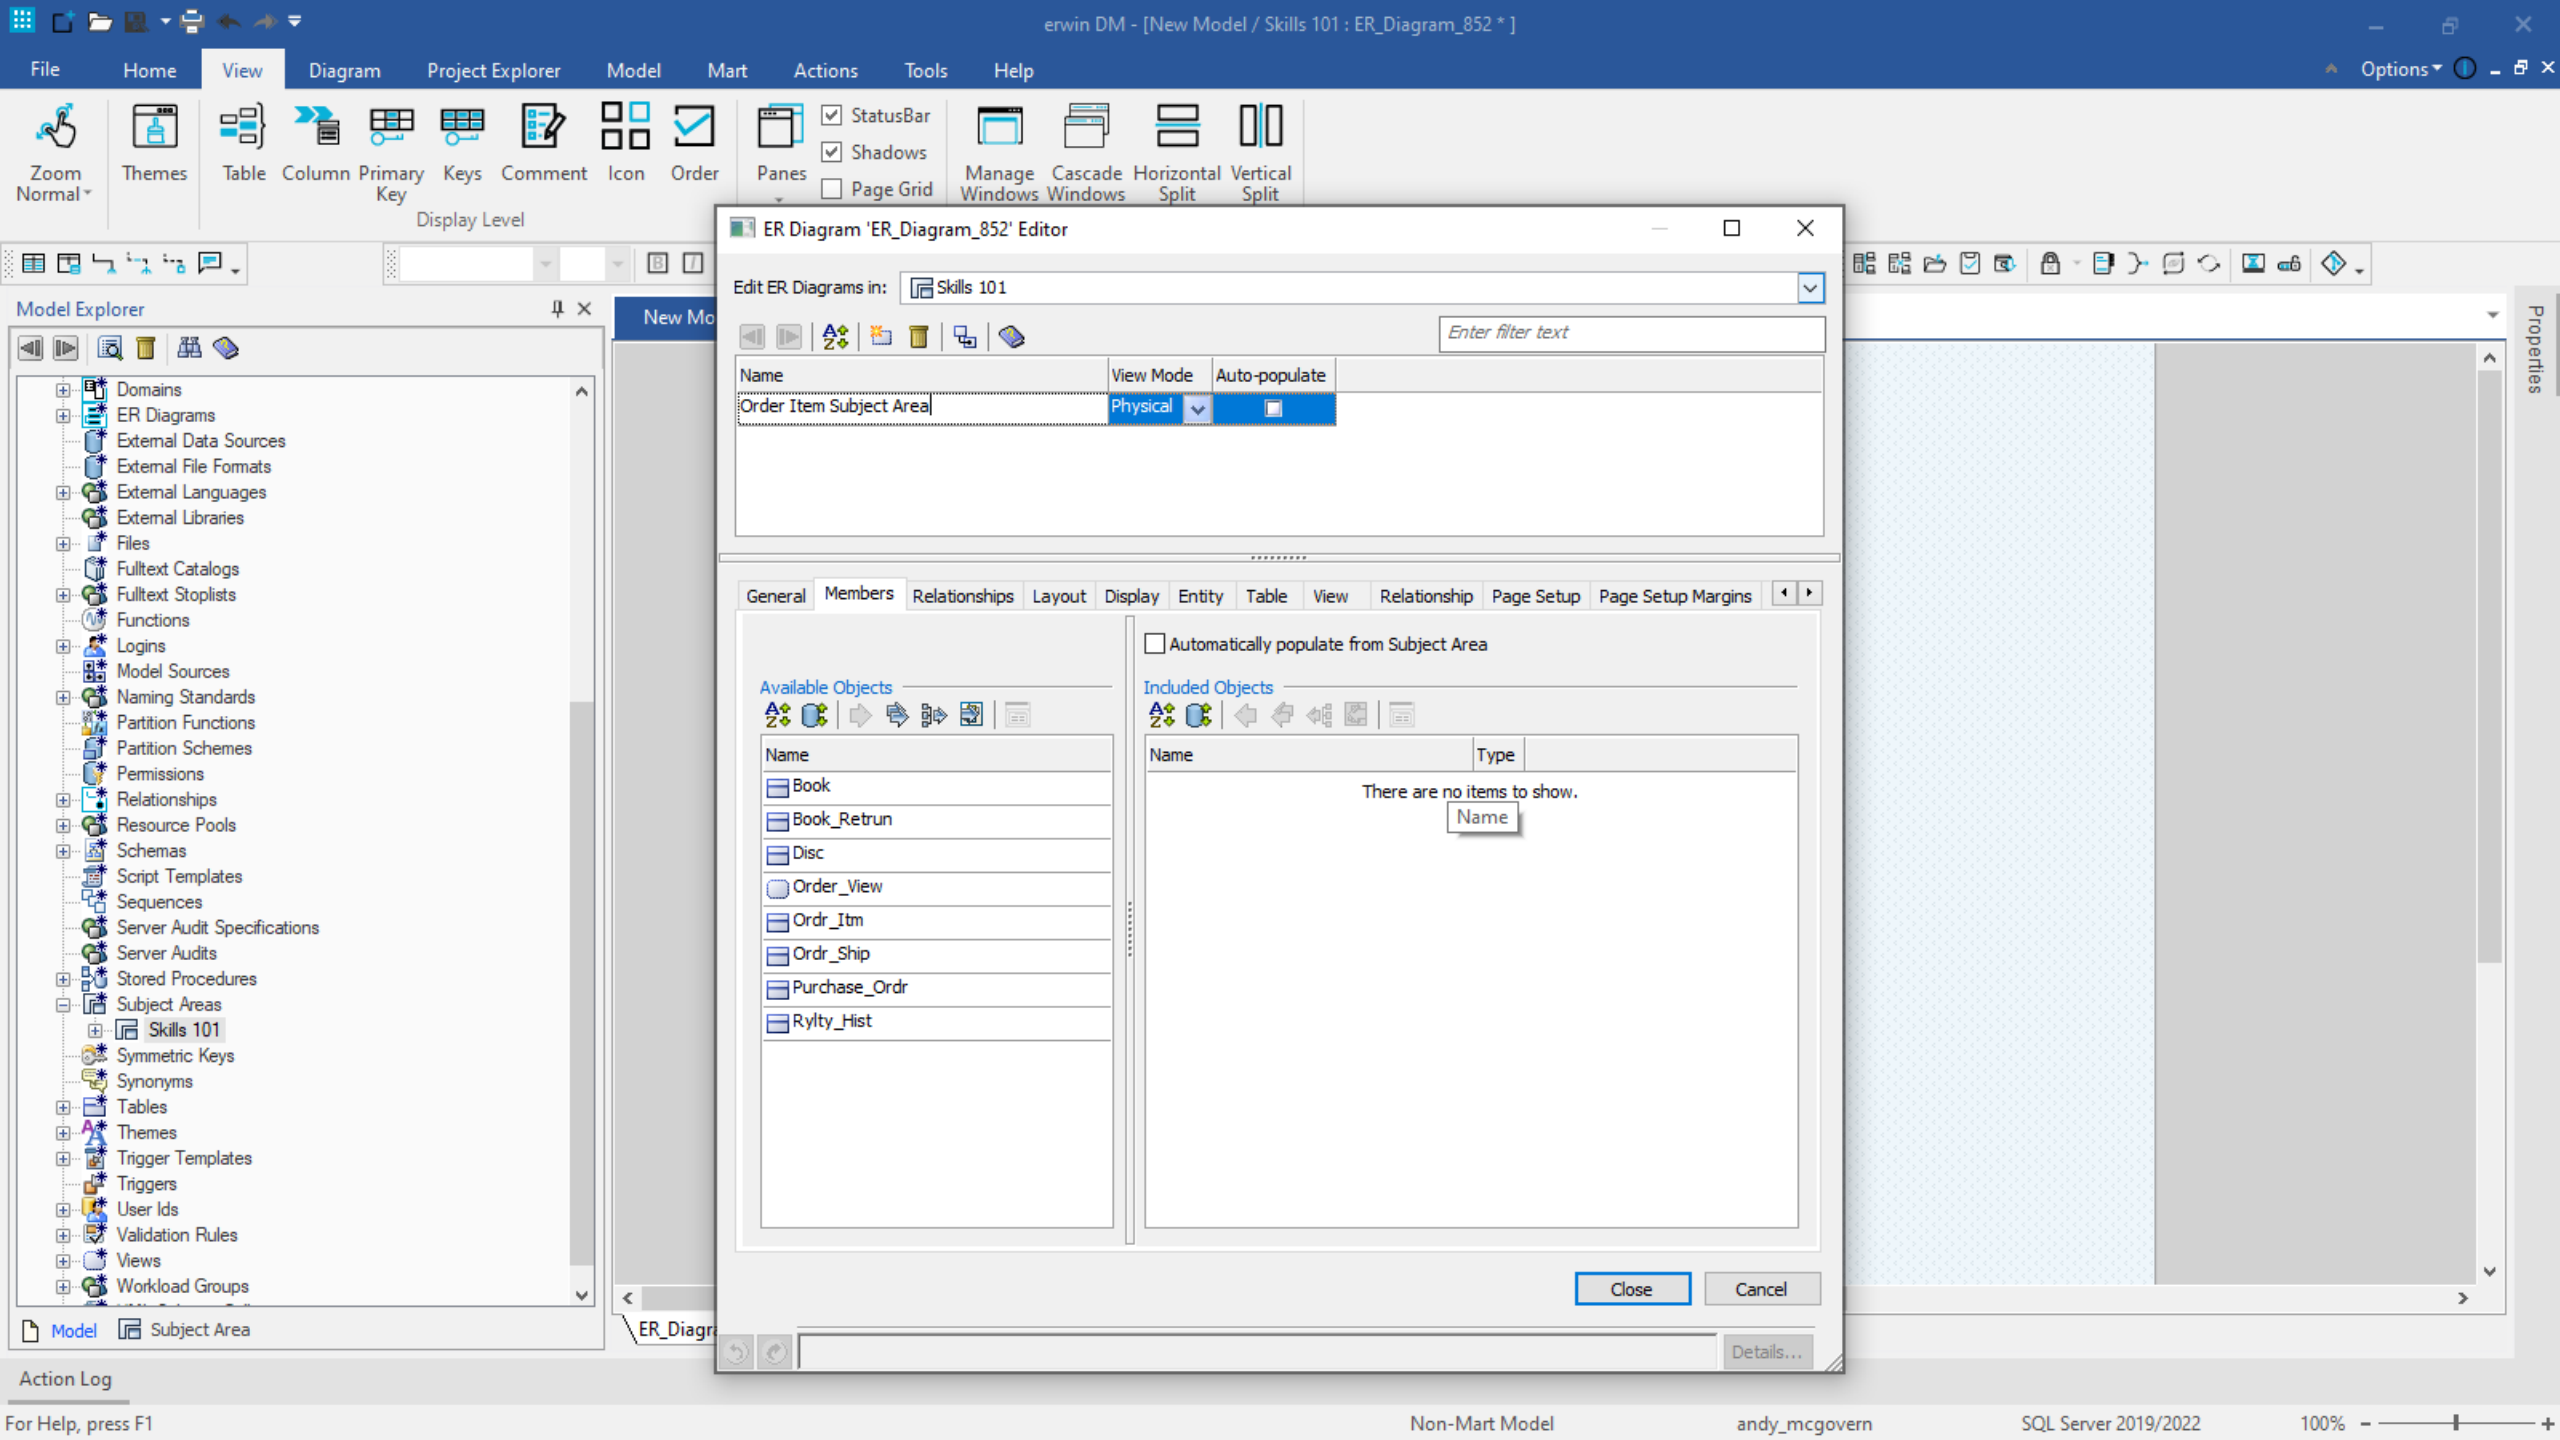 erwin DM - [New Model / Skills 101 : ER_Diagram_852 * ]
File Home View Diagram Project Explorer Model Mart Actions Tools Help Options
Zoom Normal Themes Table Column Primary Key Keys Comment Icon Order Panes
StatusBar
Shadows
Page Grid
Manage Windows Cascade Windows Horizontal Split Vertical Split
Display Level
ER Diagram 'ER_Diagram_852' Editor
Edit ER Diagrams in: Skills 101
Enter filter text
Name View Mode Auto-populate
Order Item Subject Area Physical
General Members Relationships Layout Display Entity Table View Relationship Page Setup Page Setup Margins
Automatically populate from Subject Area
Available Objects
Name
Book
Book_Retrun
Disc
Order_View
Ordr_Itm
Ordr_Ship
Purchase_Ordr
Rylty_Hist
Included Objects
Name Type
There are no items to show.
Name
Close Cancel
Details...
Model Explorer
Domains
ER Diagrams
External Data Sources
External File Formats
External Languages
External Libraries
Files
Fulltext Catalogs
Fulltext Stoplists
Functions
Logins
Model Sources
Naming Standards
Partition Functions
Partition Schemes
Permissions
Relationships
Resource Pools
Schemas
Script Templates
Sequences
Server Audit Specifications
Server Audits
Stored Procedures
Subject Areas
Skills 101
Symmetric Keys
Synonyms
Tables
Themes
Trigger Templates
Triggers
User Ids
Validation Rules
Views
Workload Groups
Model Subject Area
New Mo
ER_Diagr
Properties
Action Log
For Help, press F1
Non-Mart Model
andy_mcgovern
SQL Server 2019/2022
100%